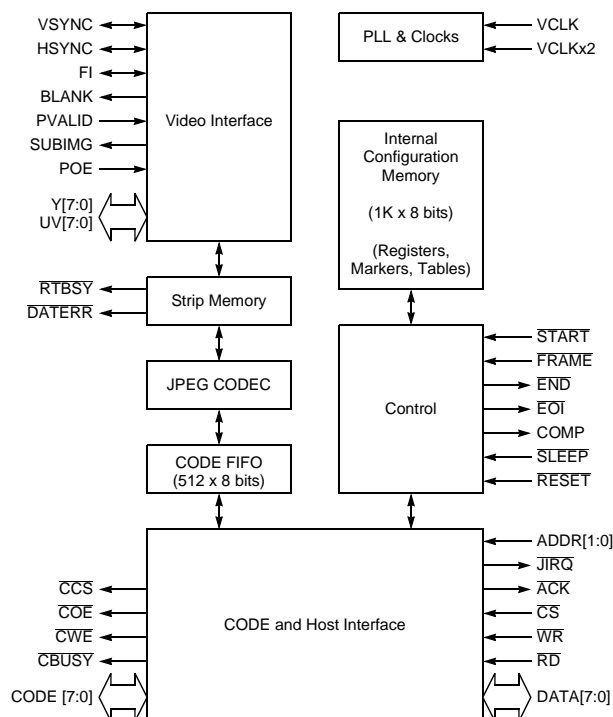 VSYNC
HSYNC
FI
BLANK
PVALID
SUBIMG
POE
Y[7:0]
UV[7:0]
Video Interface
PLL & Clocks
VCLK
VCLKx2
Internal
Configuration
Memory
(1K x 8 bits)
(Registers,
Markers, Tables)
RTBSY
DATERR
Strip Memory
JPEG CODEC
CODE FIFO
(512 x 8 bits)
Control
START
FRAME
END
EOI
COMP
SLEEP
RESET
CCS
COE
CWE
CBUSY
CODE [7:0]
CODE and Host Interface
ADDR[1:0]
JIRQ
ACK
CS
WR
RD
DATA[7:0]